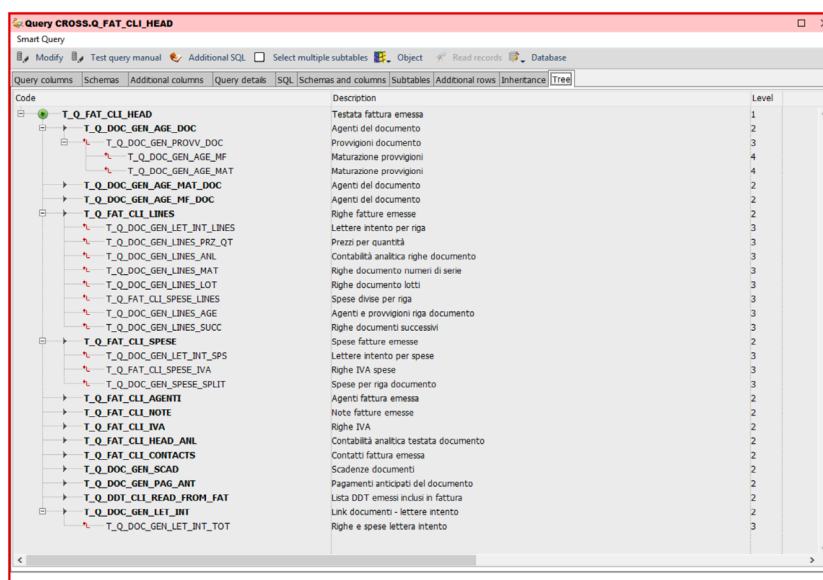 Query CROSS.Q_FAT_CLI_HEAD
Smart Query
Modify Test query manual Additional SQL Select multiple subtables Object Read records Database
Query columns Schemas Additional columns Query details SQL Schemas and columns Subtables Additional rows Inheritance Tree
Code Description Level
T_Q_FAT_CLI_HEAD Testata fattura emessa 1
T_Q_DOC_GEN_AGE_DOC Agenti del documento 2
T_Q_DOC_GEN_PROVV_DOC Provvigioni documento 3
T_Q_DOC_GEN_AGE_MF Maturazione provvigioni 4
T_Q_DOC_GEN_AGE_MAT Maturazione provvigioni 4
T_Q_DOC_GEN_AGE_MAT_DOC Agenti del documento 2
T_Q_DOC_GEN_AGE_MF_DOC Agenti del documento 2
T_Q_FAT_CLI_LINES Righe fatture emesse 2
T_Q_DOC_GEN_LET_INT_LINES Lettere intento per riga 3
T_Q_DOC_GEN_LINES_PRZ_QT Prezzi per quantità 3
T_Q_DOC_GEN_LINES_ANL Contabilità analitica righe documento 3
T_Q_DOC_GEN_LINES_MAT Righe documento numeri di serie 3
T_Q_DOC_GEN_LINES_LOT Righe documento lotti 3
T_Q_FAT_CLI_SPESE_LINES Spese divise per riga 3
T_Q_DOC_GEN_LINES_AGE Agenti e provvigioni riga documento 3
T_Q_DOC_GEN_LINES_SUCC Righe documenti successivi 3
T_Q_FAT_CLI_SPESE Spese fatture emesse 2
T_Q_DOC_GEN_LET_INT_SPS Lettere intento per spese 3
T_Q_FAT_CLI_SPESE_IVA Righe IVA spese 3
T_Q_DOC_GEN_SPESE_SPLIT Spese per riga documento 3
T_Q_FAT_CLI_AGENTI Agenti fattura emessa 2
T_Q_FAT_CLI_NOTE Note fatture emesse 2
T_Q_FAT_CLI_IVA Righe IVA 2
T_Q_FAT_CLI_HEAD_ANL Contabilità analitica testata documento 2
T_Q_FAT_CLI_CONTACTS Contatti fattura emessa 2
T_Q_DOC_GEN_SCAD Scadenze documenti 2
T_Q_DOC_GEN_PAG_ANT Pagamenti anticipati del documento 2
T_Q_DDT_CLI_READ_FROM_FAT Lista DDT emessi inclusi in fattura 2
T_Q_DOC_GEN_LET_INT Link documenti - lettere intento 2
T_Q_DOC_GEN_LET_INT_TOT Righe e spese lettera intento 3